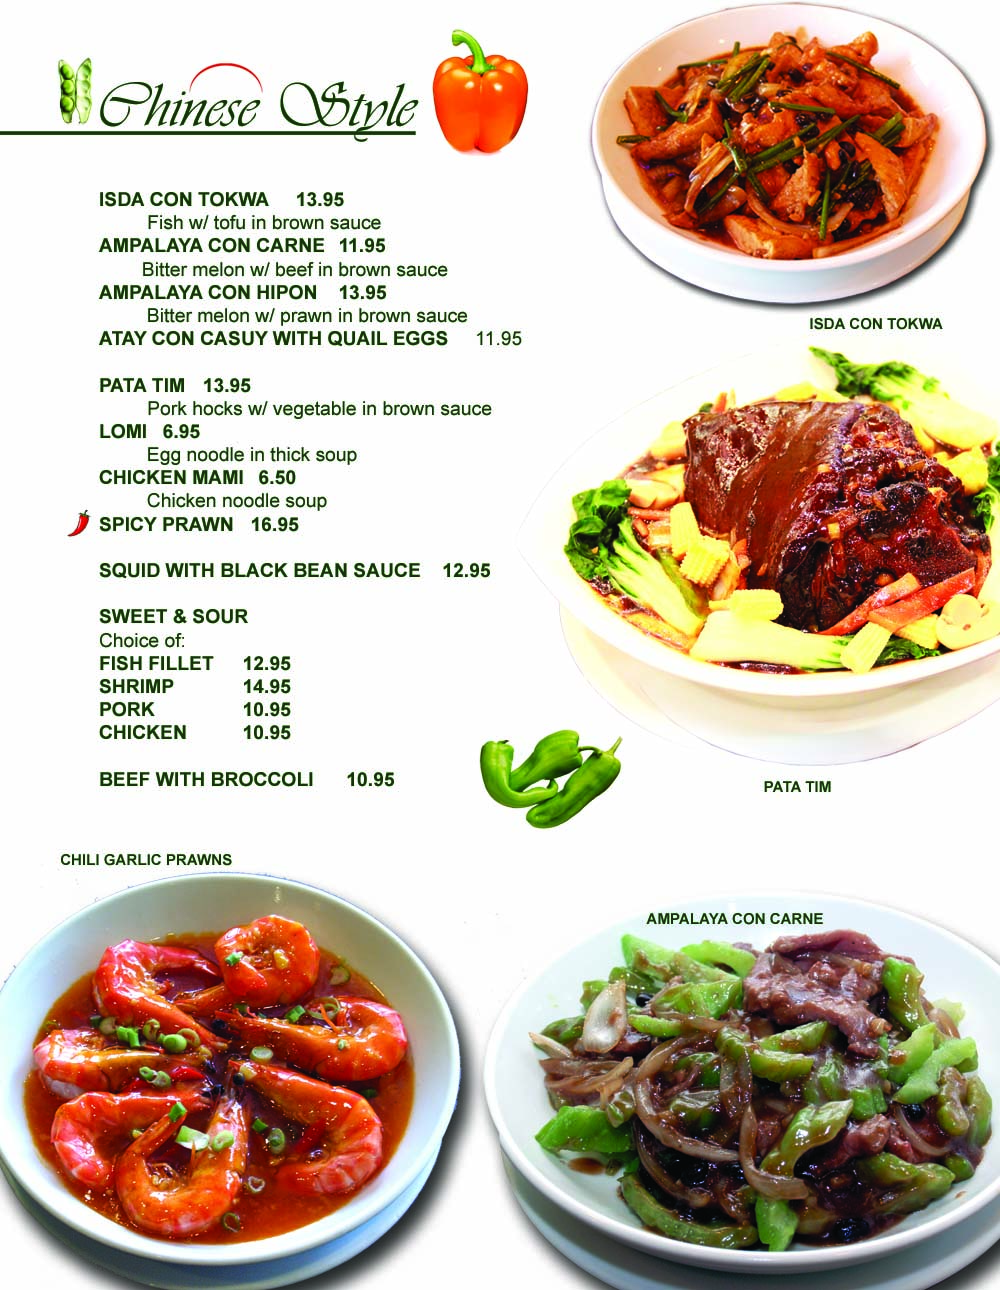 Chinese Style
ISDA CON TOKWA 13.95
Fish w/ tofu in brown sauce
AMPALAYA CON CARNE 11.95
Bitter melon w/ beef in brown sauce
AMPALAYA CON HIPON 13.95
Bitter melon w/ prawn in brown sauce
ATAY CON CASUY WITH QUAIL EGGS 11.95
PATA TIM 13.95
Pork hocks w/ vegetable in brown sauce
LOMI 6.95
Egg noodle in thick soup
CHICKEN MAMI 6.50
Chicken noodle soup
SPICY PRAWN 16.95
SQUID WITH BLACK BEAN SAUCE 12.95
SWEET & SOUR
Choice of:
FISH FILLET 12.95
SHRIMP 14.95
PORK 10.95
CHICKEN 10.95
BEEF WITH BROCCOLI 10.95
ISDA CON TOKWA
PATA TIM
CHILI GARLIC PRAWNS
AMPALAYA CON CARNE